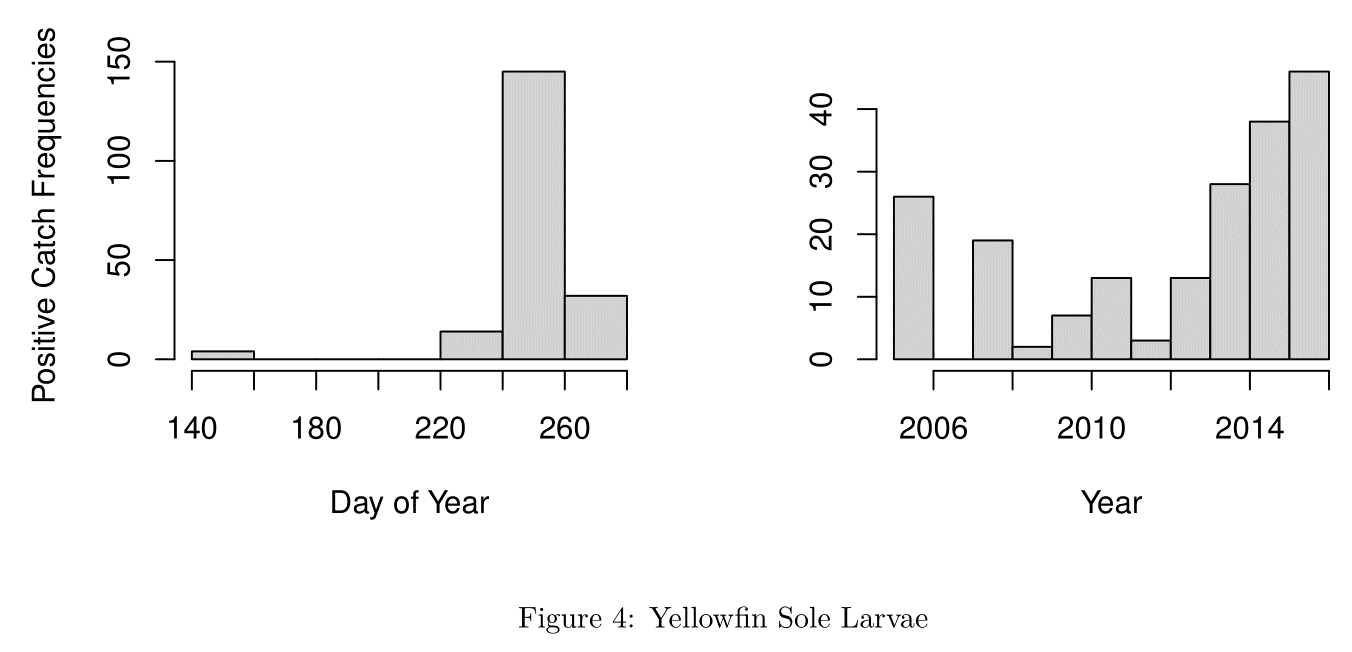 Positive Catch Frequencies
150
100
50
0
140 180 220 260
Day of Year
40
30
20
10
0
2006 2010 2014
Year
Figure 4: Yellowfin Sole Larvae